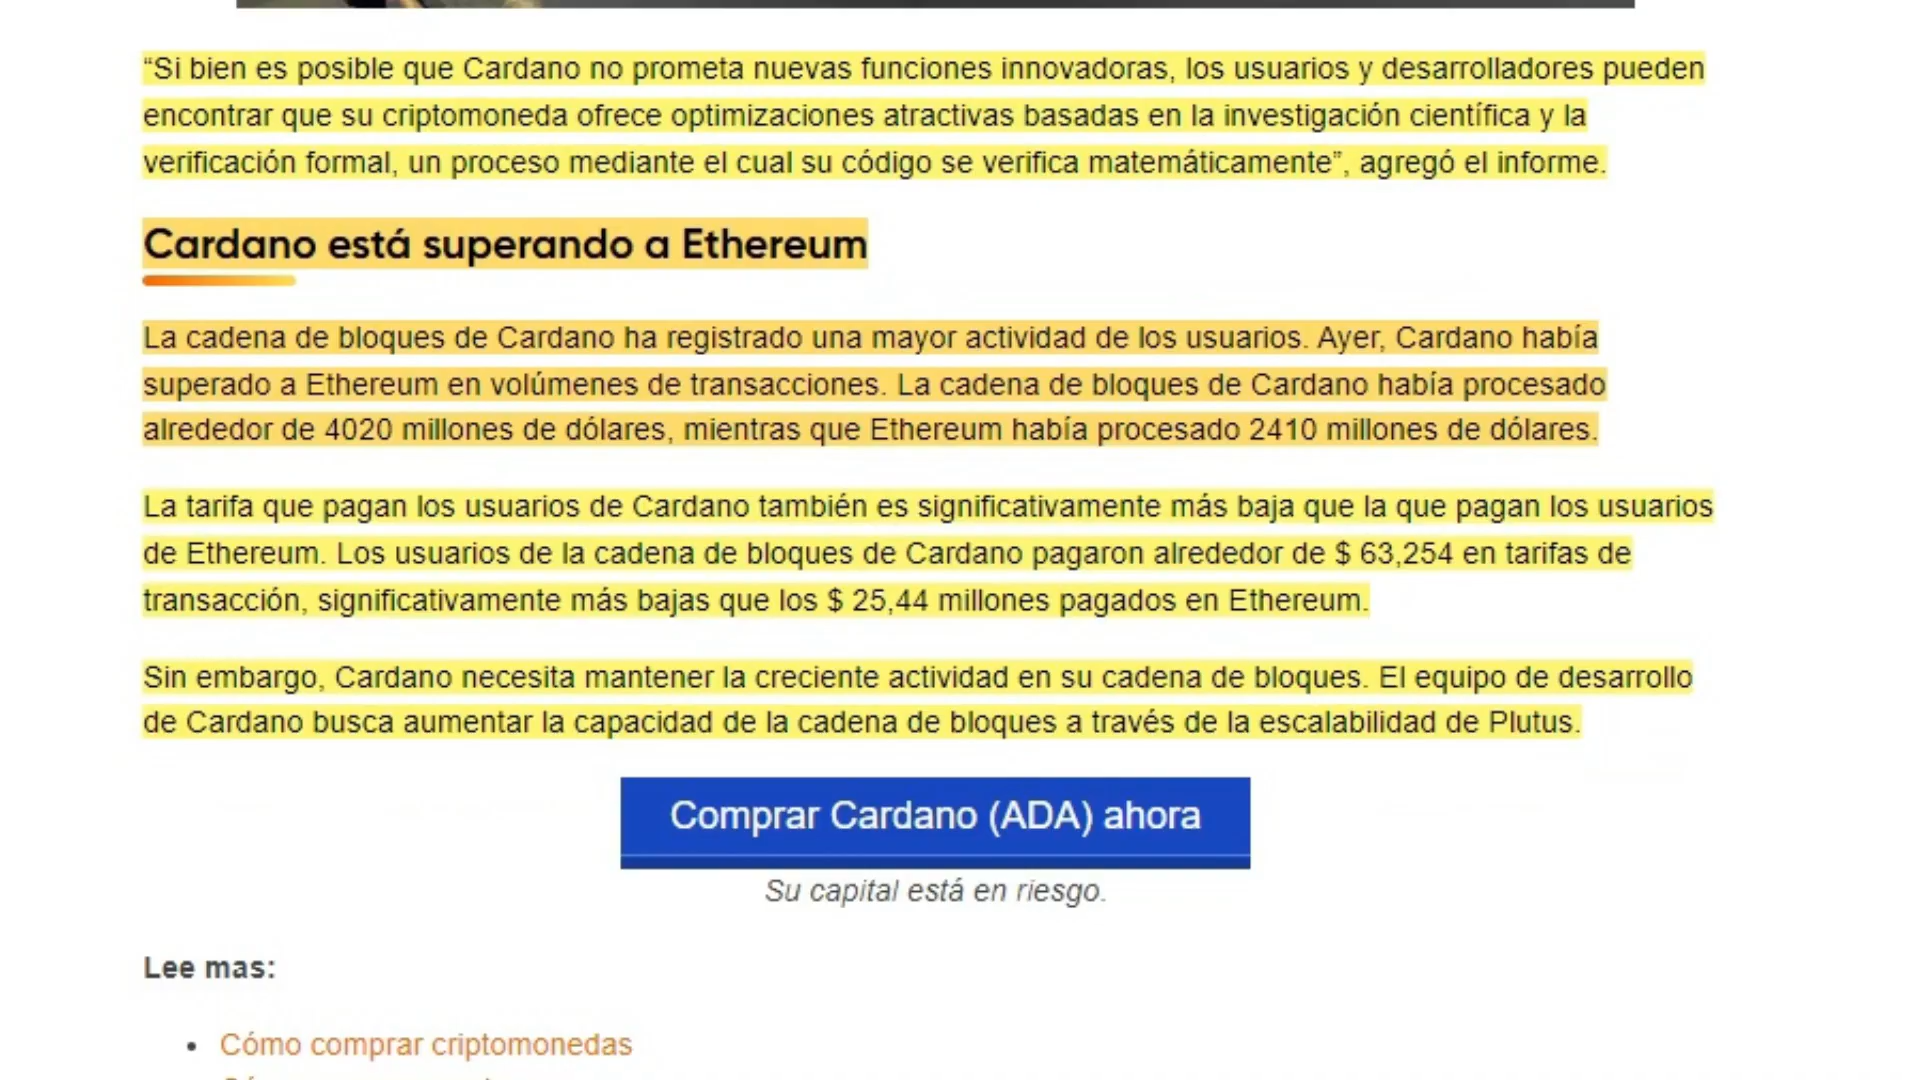 “Si bien es posible que Cardano no prometa nuevas funciones innovadoras, los usuarios y desarrolladores pueden
encontrar que su criptomoneda ofrece optimizaciones atractivas basadas en la investigación científica y la
verificación formal, un proceso mediante el cual su código se verifica matemáticamente”, agregó el informe.
Cardano está superando a Ethereum
La cadena de bloques de Cardano ha registrado una mayor actividad de los usuarios. Ayer, Cardano había
superado a Ethereum en volúmenes de transacciones. La cadena de bloques de Cardano había procesado
alrededor de 4020 millones de dólares, mientras que Ethereum había procesado 2410 millones de dólares.
La tarifa que pagan los usuarios de Cardano también es significativamente más baja que la que pagan los usuarios
de Ethereum. Los usuarios de la cadena de bloques de Cardano pagaron alrededor de $ 63,254 en tarifas de
transacción, significativamente más bajas que los $ 25,44 millones pagados en Ethereum.
Sin embargo, Cardano necesita mantener la creciente actividad en su cadena de bloques. El equipo de desarrollo
de Cardano busca aumentar la capacidad de la cadena de bloques a través de la escalabilidad de Plutus.
Comprar Cardano (ADA) ahora
Su capital está en riesgo.
Lee mas:
• Cómo comprar criptomonedas